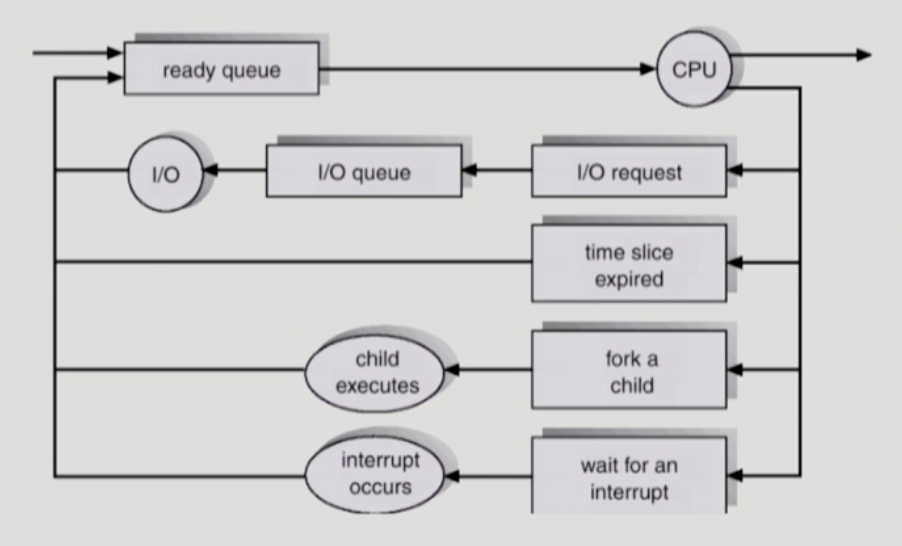 ready queue
CPU
I/O
I/O queue
I/O request
time slice
expired
child
executes
fork a
child
interrupt
occurs
wait for an
interrupt